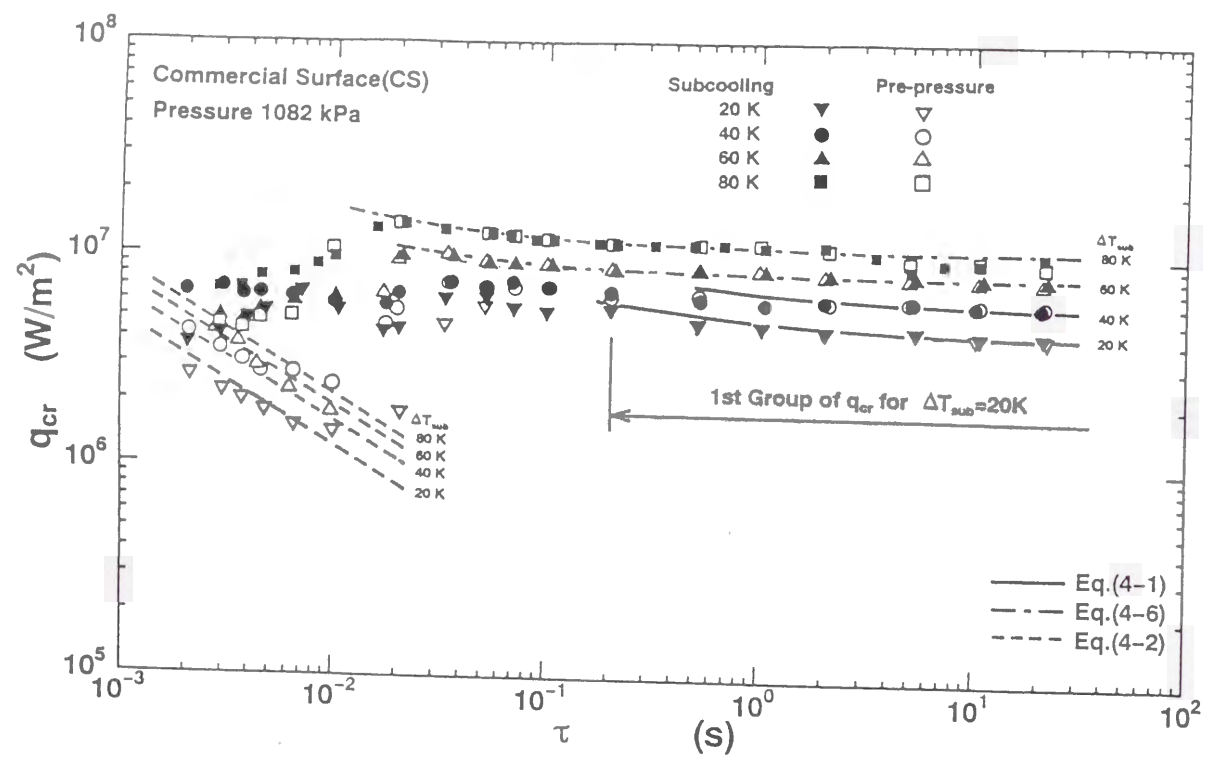 10^8
Commercial Surface(CS)
Pressure 1082 kPa
Subcooling Pre-pressure
20 K
40 K
60 K
80 K
10^7
ΔT_sub
80 K
60 K
40 K
20 K
q_cr (W/m^2)
1st Group of q_cr for ΔT_sub=20K
ΔT_sub
80 K
60 K
40 K
20 K
10^6
Eq.(4-1)
Eq.(4-6)
Eq.(4-2)
10^5
10^-3 10^-2 10^-1 10^0 10^1 10^2
τ (s)